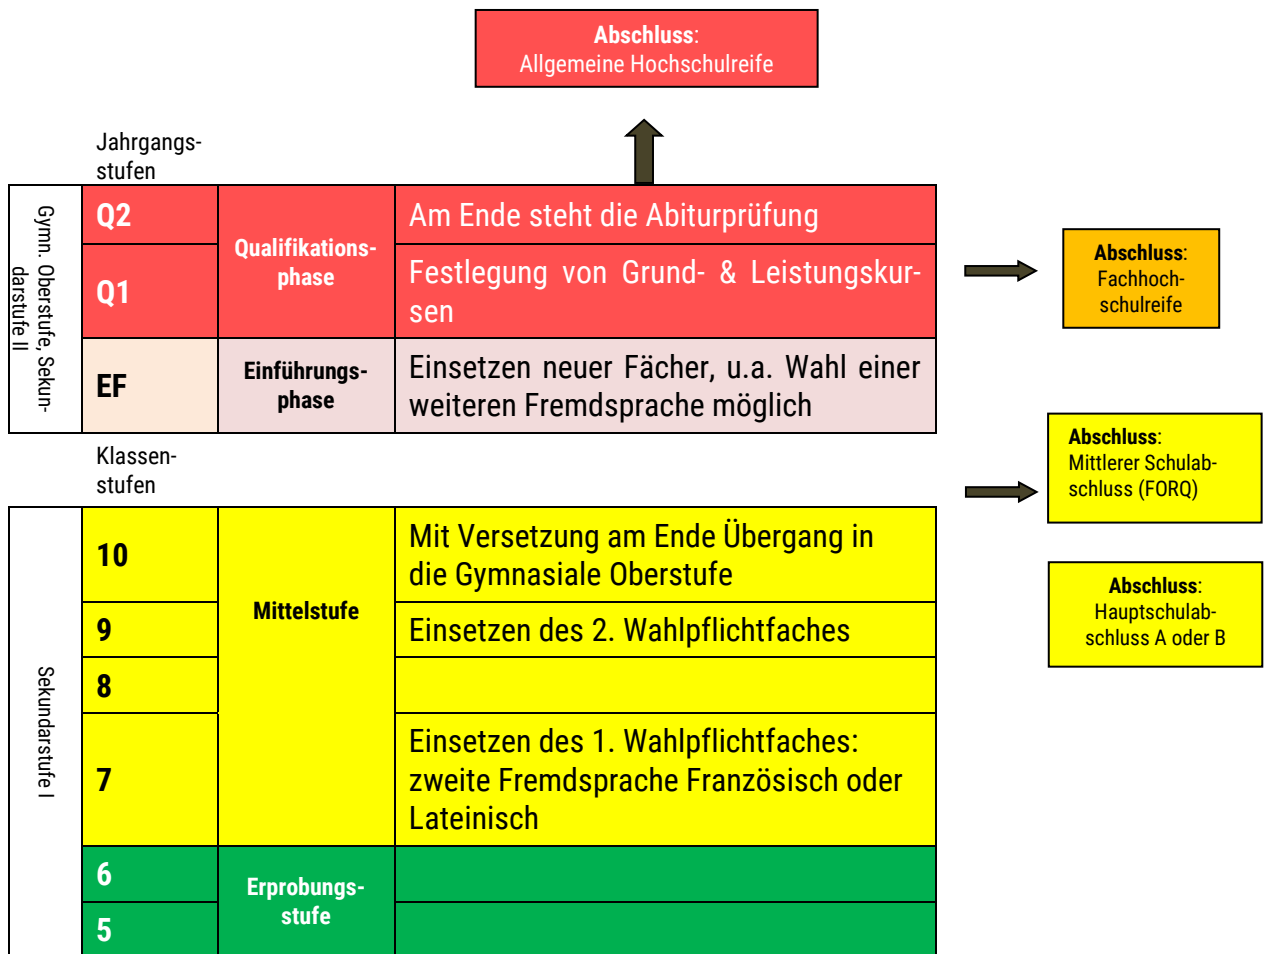 Abschluss:
Allgemeine Hochschulreife
Jahrgangs-
stufen
Gymn. Oberstufe, Sekun-
darstufe II
Q2
Qualifikations-
phase
Am Ende steht die Abiturprüfung
Q1
Festlegung von Grund- & Leistungskur-
sen
Abschluss:
Fachhoch-
schulreife
EF
Einführungs-
phase
Einsetzen neuer Fächer, u.a. Wahl einer
weiteren Fremdsprache möglich
Klassen-
stufen
Abschluss:
Mittlerer Schulab-
schluss (FORQ)
Sekundarstufe I
10
Mittelstufe
Mit Versetzung am Ende Übergang in
die Gymnasiale Oberstufe
Abschluss:
Hauptschulab-
schluss A oder B
9
Einsetzen des 2. Wahlpflichtfaches
8
7
Einsetzen des 1. Wahlpflichtfaches:
zweite Fremdsprache Französisch oder
Lateinisch
6
Erprobungs-
stufe
5